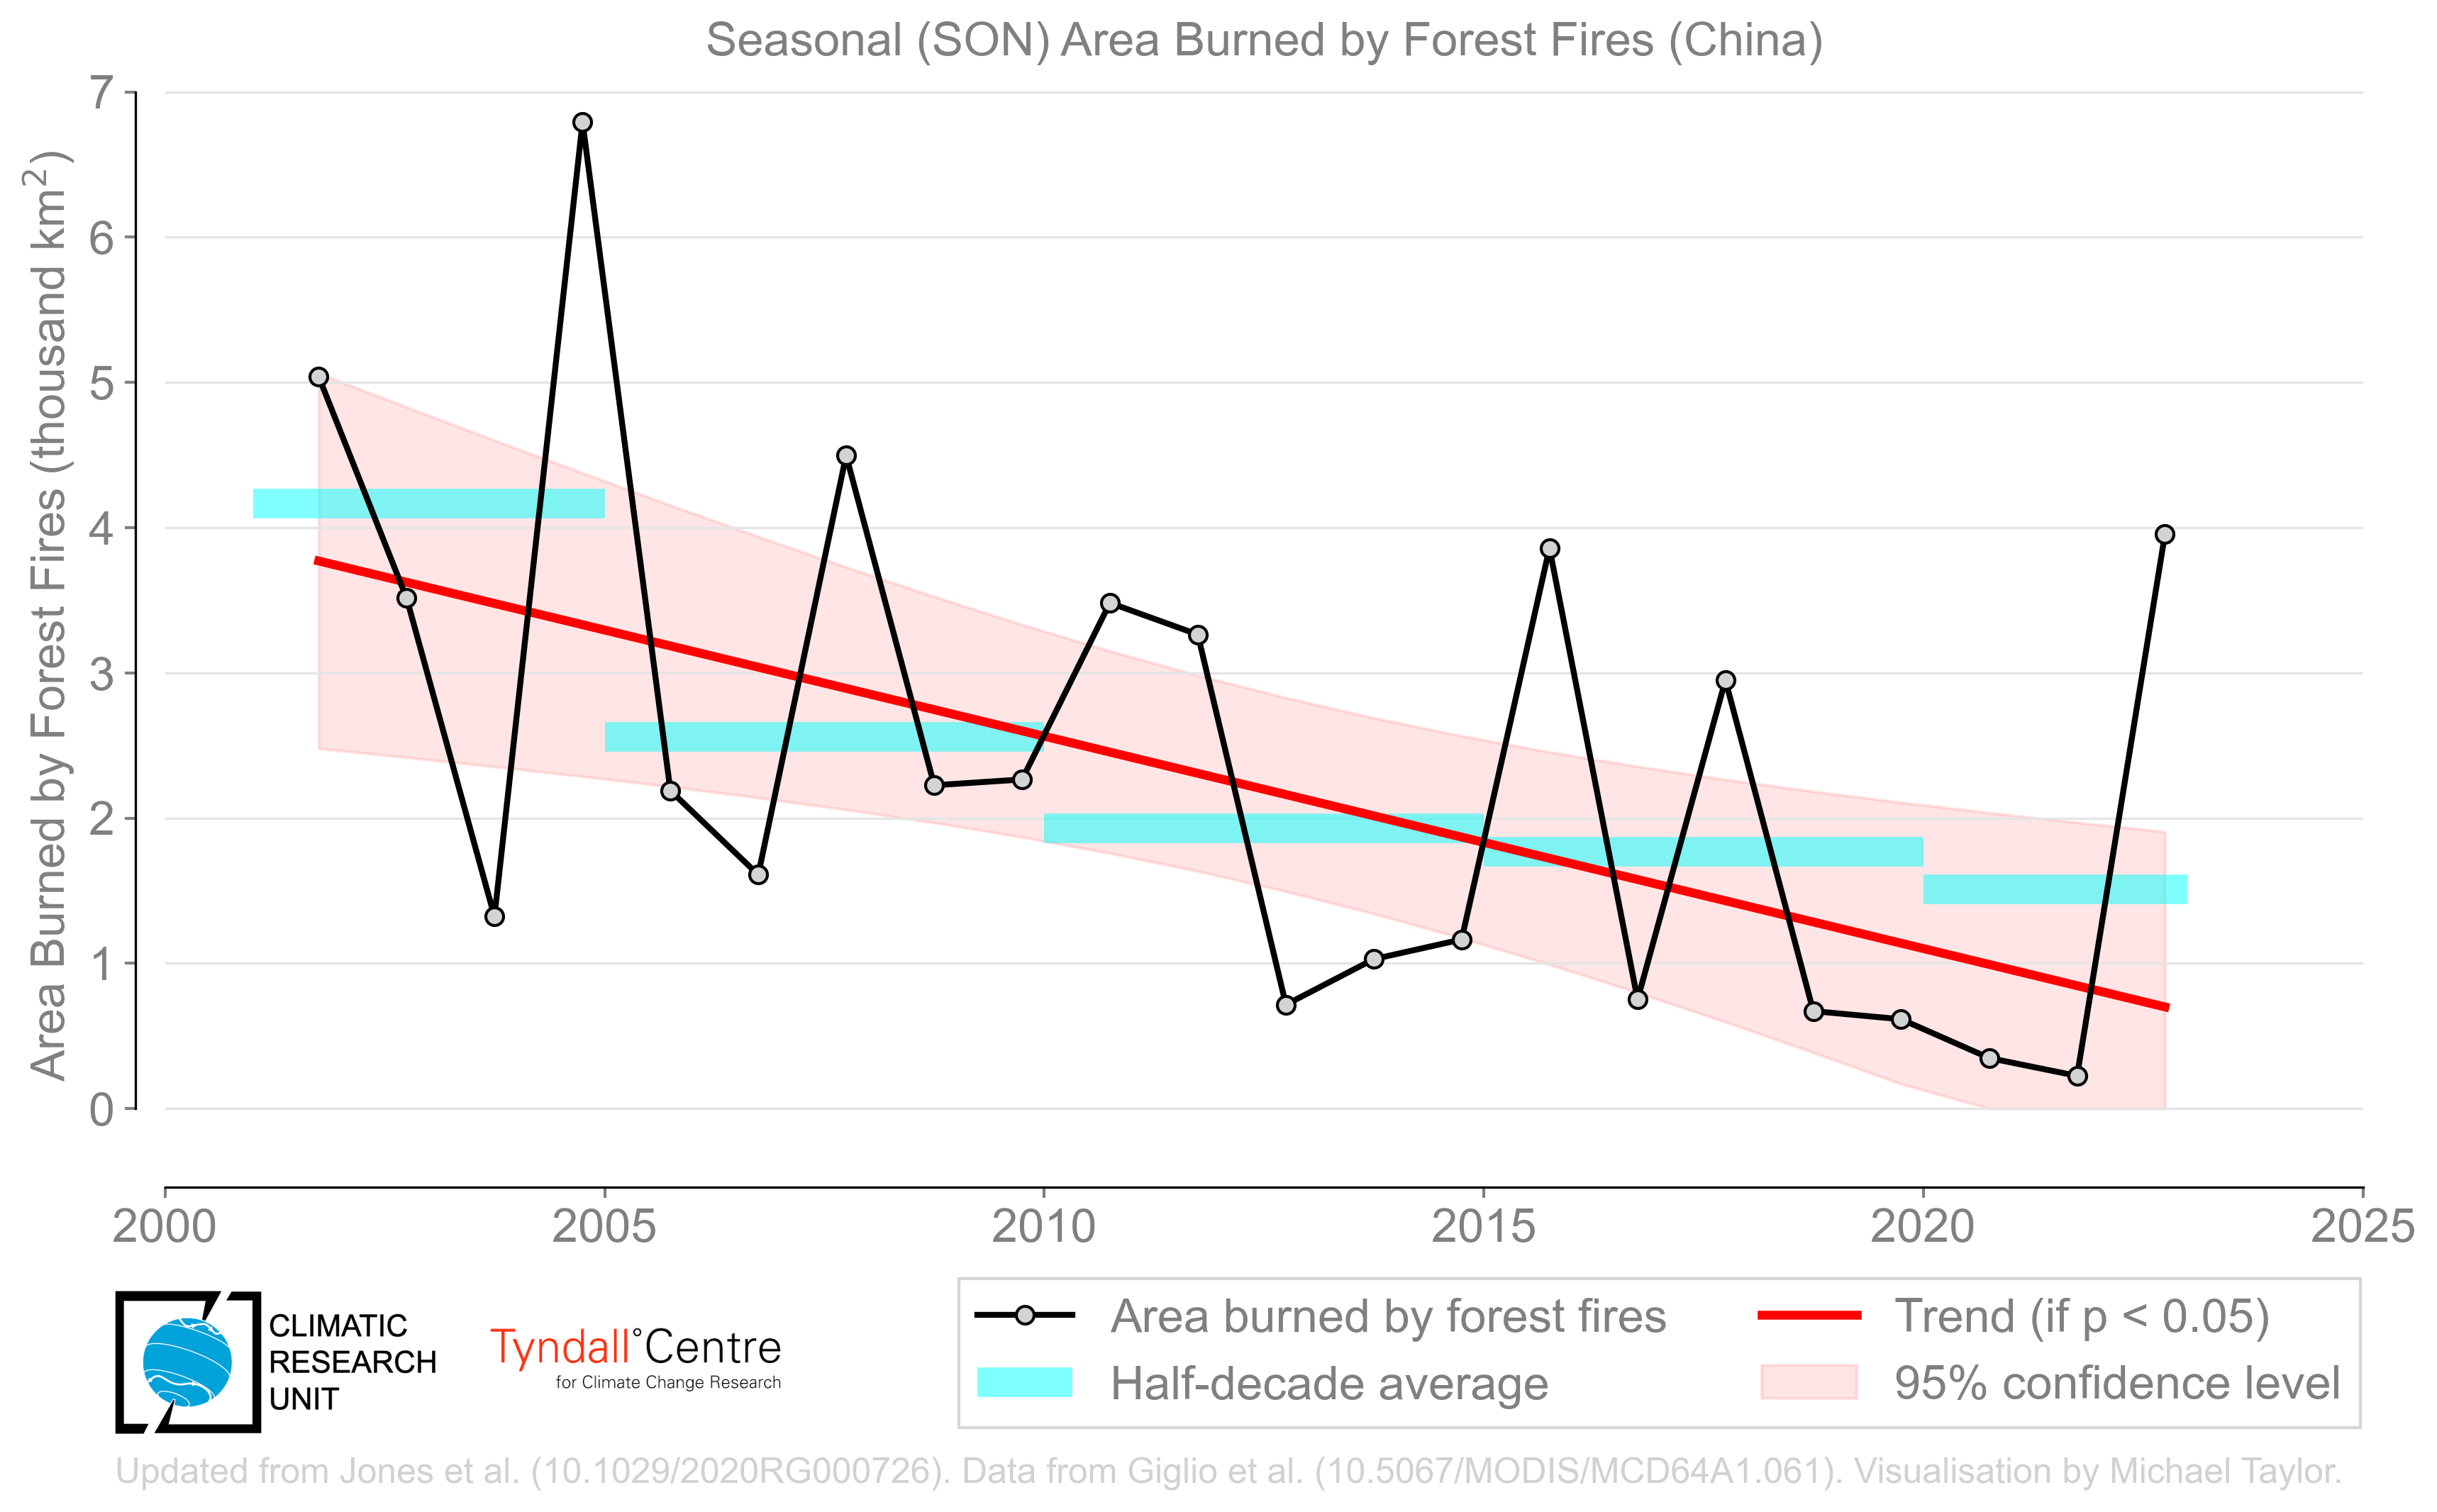 Seasonal (SON) Area Burned by Forest Fires (China)
Area Burned by Forest Fires (thousand km²)
7
6
5
4
3
2
1
0
2000 2005 2010 2015 2020 2025
CLIMATIC
RESEARCH
UNIT
Tyndall°Centre
for Climate Change Research
Area burned by forest fires
Half-decade average
Trend (if p < 0.05)
95% confidence level
Updated from Jones et al. (10.1029/2020RG000726). Data from Giglio et al. (10.5067/MODIS/MCD64A1.061). Visualisation by Michael Taylor.